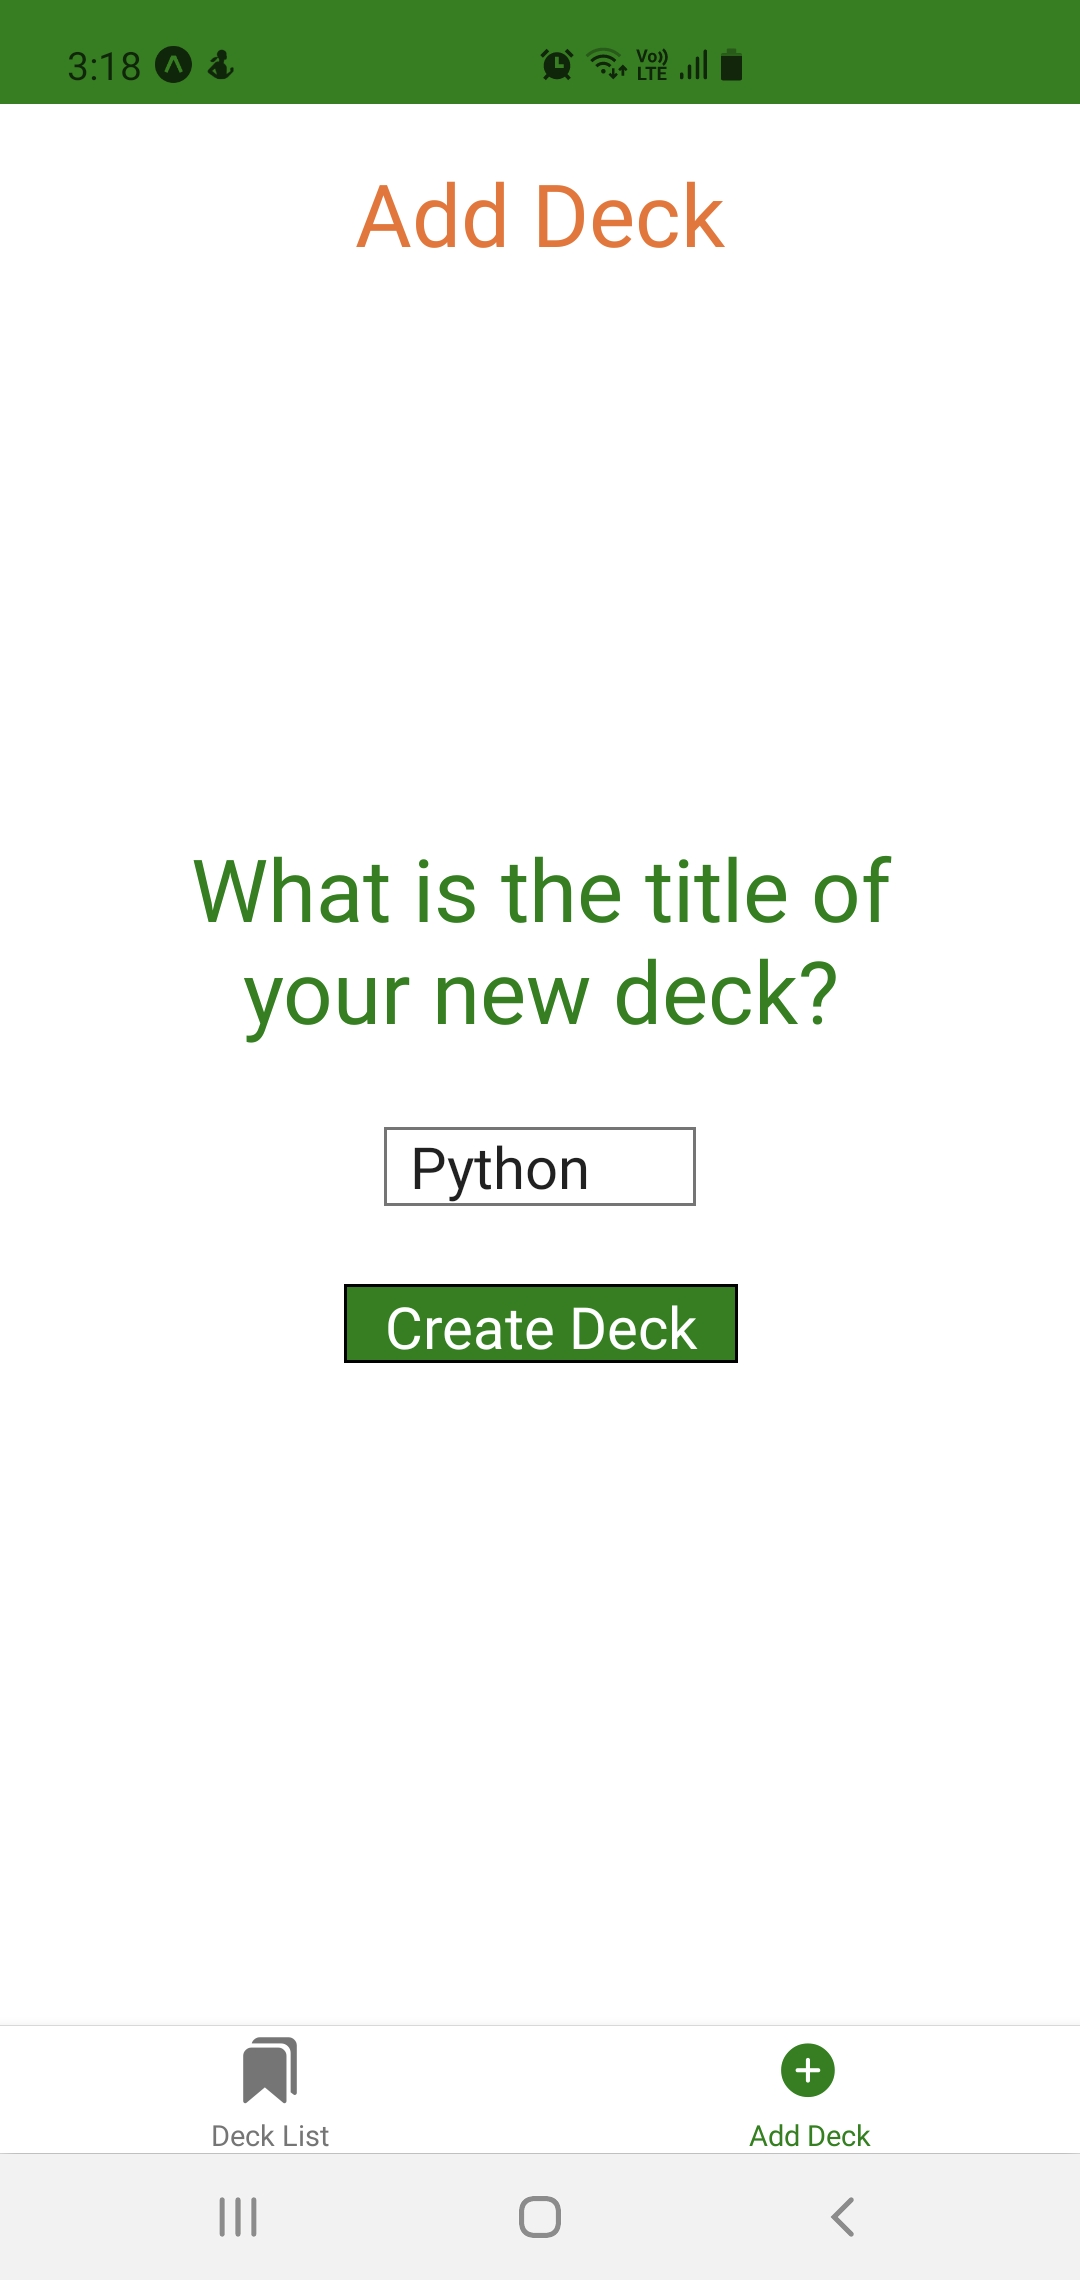 3:18
Vo))
LTE
Add Deck
What is the title of
your new deck?
Python
Create Deck
Deck List
Add Deck